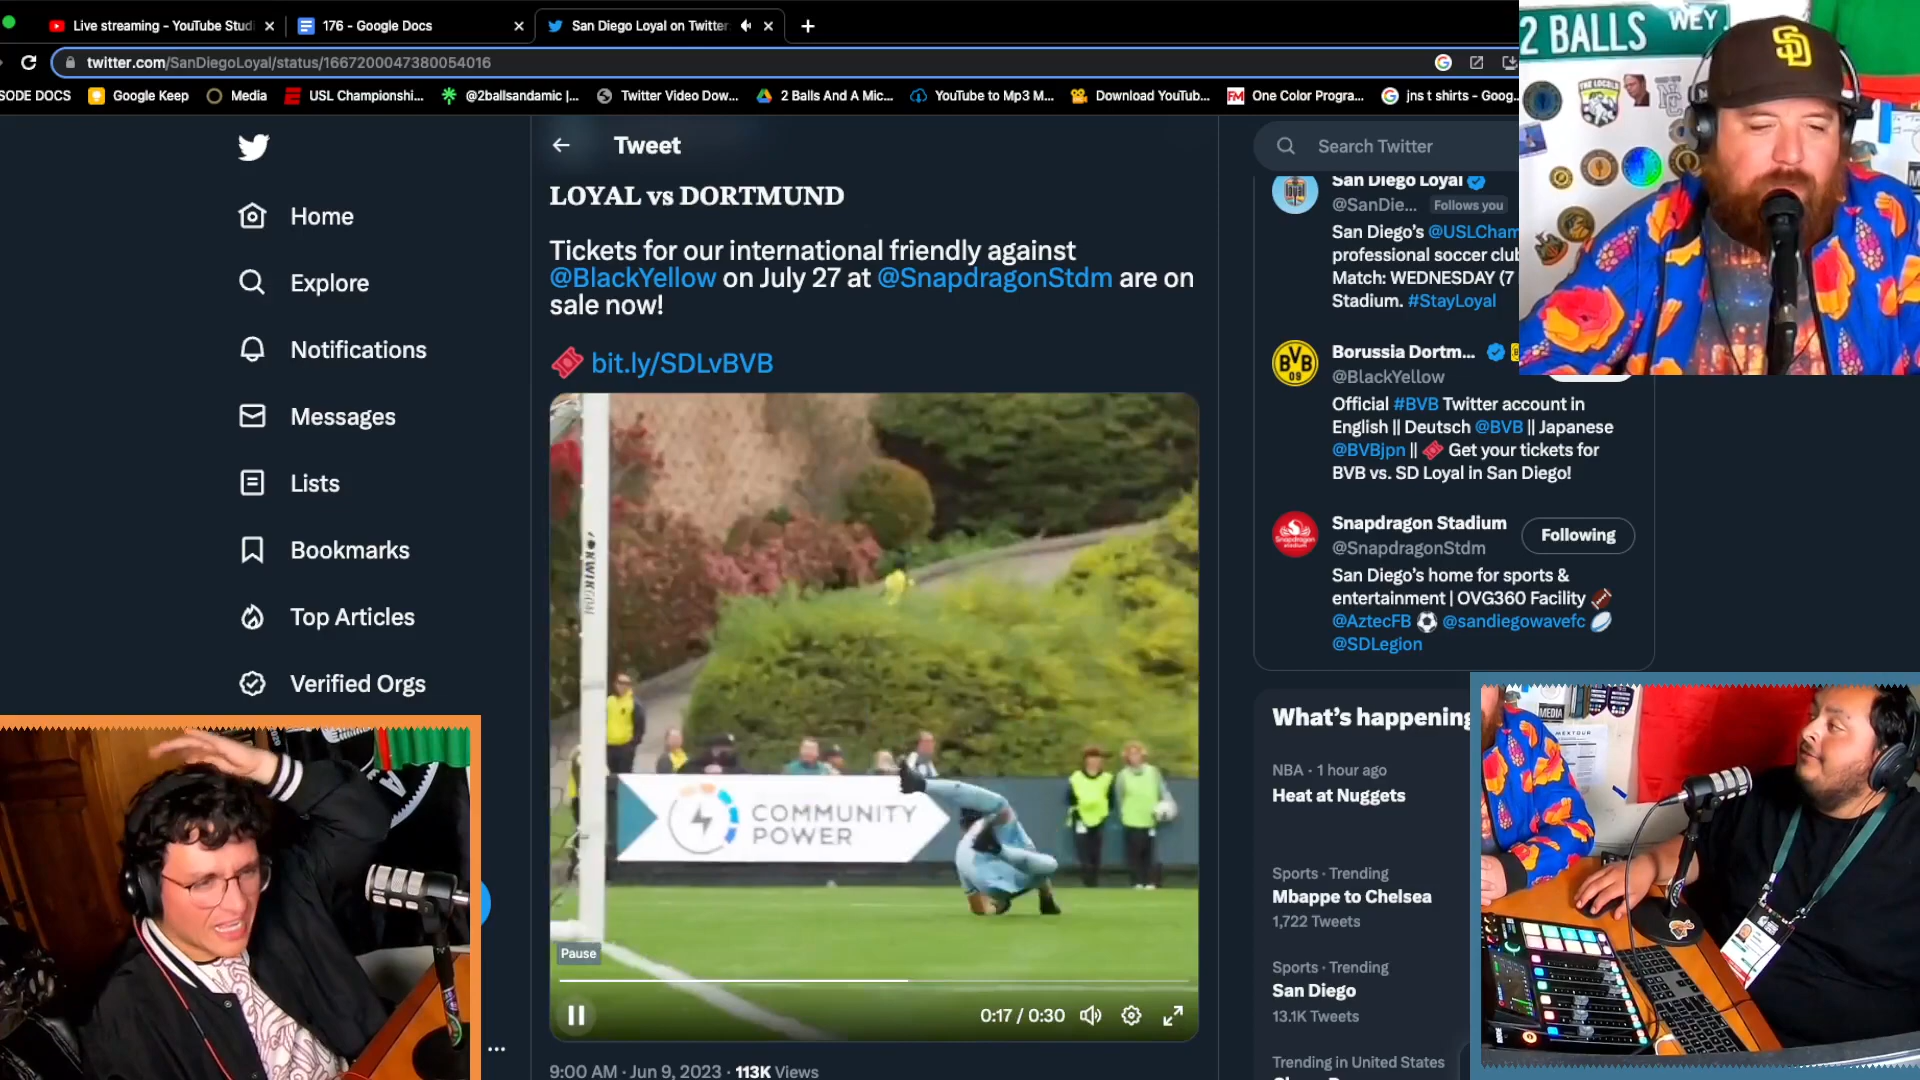 Live streaming - YouTube Studi
176 - Google Docs
San Diego Loyal on Twitter
twitter.com/SanDiegoLoyal/status/1667200047380054016
SODE DOCS
Google Keep
Media
USL Championshi...
@2ballsandamic |...
Twitter Video Dow...
2 Balls And A Mic...
YouTube to Mp3 M...
Download YouTub...
One Color Progra...
jns t shirts - Goog...
2 BALLS WEY
SD
THE LOCALS
Home
Explore
Notifications
Messages
Lists
Bookmarks
Top Articles
Verified Orgs
Tweet
LOYAL vs DORTMUND
Tickets for our international friendly against
@BlackYellow on July 27 at @SnapdragonStdm are on
sale now!
bit.ly/SDLvBVB
COMMUNITY
POWER
Pause
0:17 / 0:30
9:00 AM · Jun 9, 2023 · 113K Views
Search Twitter
San Diego Loyal
@SanDie... Follows you
San Diego's @USLCham
professional soccer clu
Match: WEDNESDAY (7
Stadium. #StayLoyal
BVB
09
Borussia Dortm...
@BlackYellow
Official #BVB Twitter account in
English || Deutsch @BVB || Japanese
@BVBjpn || Get your tickets for
BVB vs. SD Loyal in San Diego!
Snapdragon Stadium
@SnapdragonStdm
Following
San Diego's home for sports &
entertainment | OVG360 Facility
@AztecFB @sandiegowavefc
@SDLegion
What's happening
NBA · 1 hour ago
Heat at Nuggets
Sports · Trending
Mbappe to Chelsea
1,722 Tweets
Sports · Trending
San Diego
13.1K Tweets
Trending in United States
MEDIA
MEXTOUR